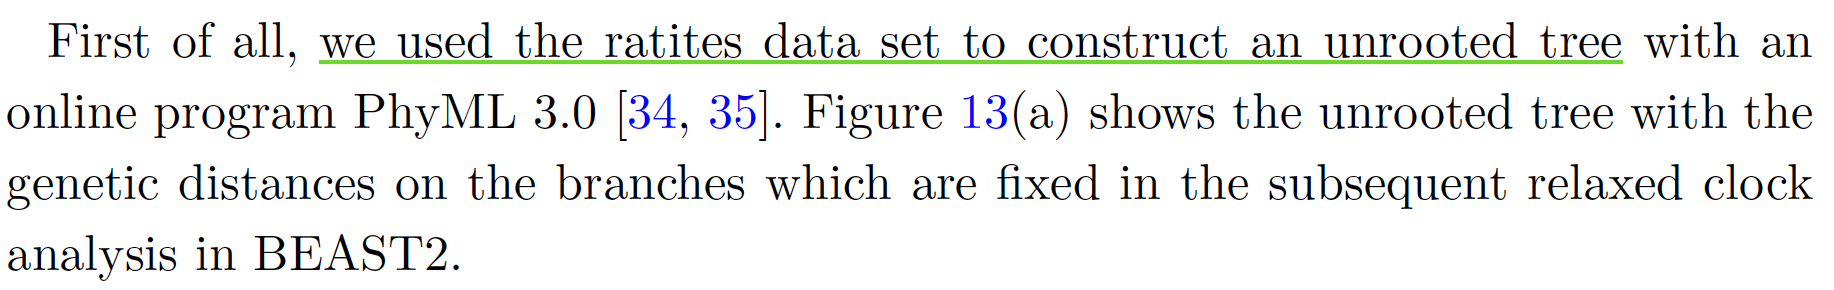 First of all, we used the ratites data set to construct an unrooted tree with an
online program PhyML 3.0 [34, 35]. Figure 13(a) shows the unrooted tree with the
genetic distances on the branches which are fixed in the subsequent relaxed clock
analysis in BEAST2.